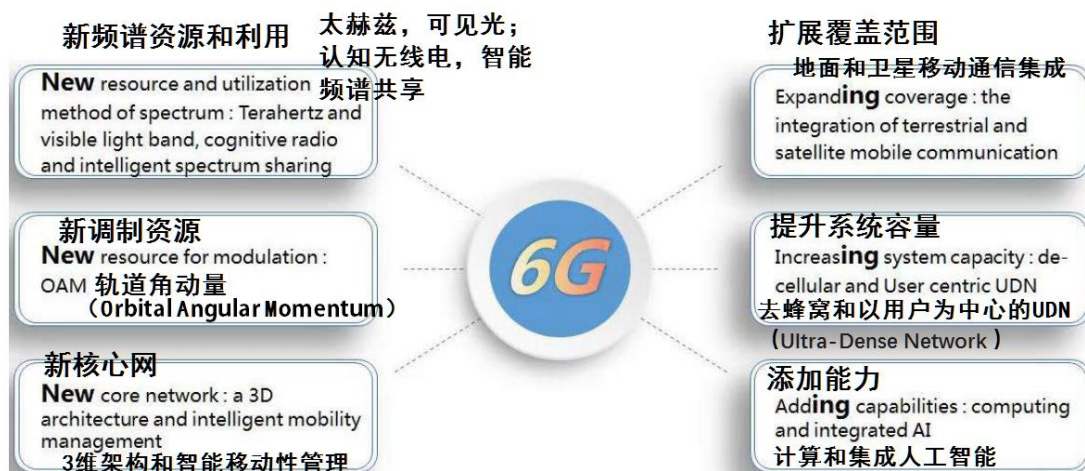 新频谱资源和利用
太赫兹，可见光；
认知无线电，智能
频谱共享
New resource and utilization
method of spectrum : Terahertz and
visible light band, cognitive radio
and intelligent spectrum sharing
新调制资源
New resource for modulation :
OAM 轨道角动量
（Orbital Angular Momentum）
新核心网
New core network : a 3D
architecture and intelligent mobility
management
3维架构和智能移动性管理
6G
扩展覆盖范围
地面和卫星移动通信集成
Expanding coverage : the
integration of terrestrial and
satellite mobile communication
提升系统容量
Increasing system capacity : de-
cellular and User centric UDN
去蜂窝和以用户为中心的UDN
（Ultra-Dense Network ）
添加能力
Adding capabilities : computing
and integrated AI
计算和集成人工智能